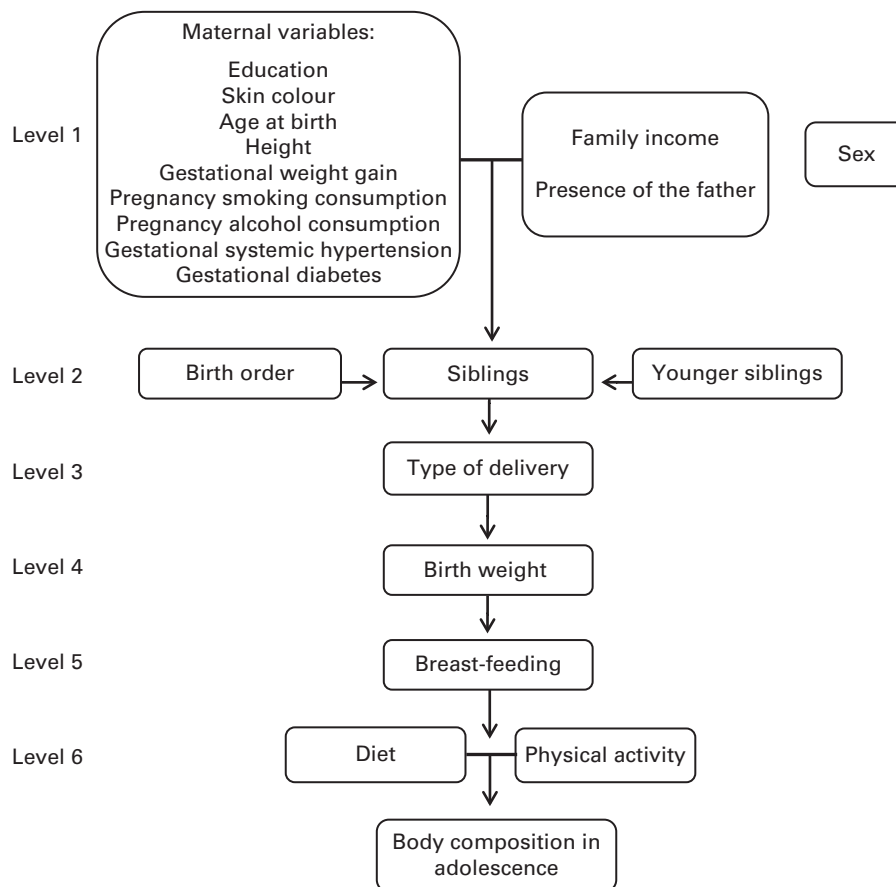 Maternal variables:
Education
Skin colour
Age at birth
Height
Gestational weight gain
Pregnancy smoking consumption
Pregnancy alcohol consumption
Gestational systemic hypertension
Gestational diabetes
Level 1
Family income
Presence of the father
Sex
Level 2
Birth order
Siblings
Younger siblings
Level 3
Type of delivery
Level 4
Birth weight
Level 5
Breast-feeding
Level 6
Diet
Physical activity
Body composition in
adolescence